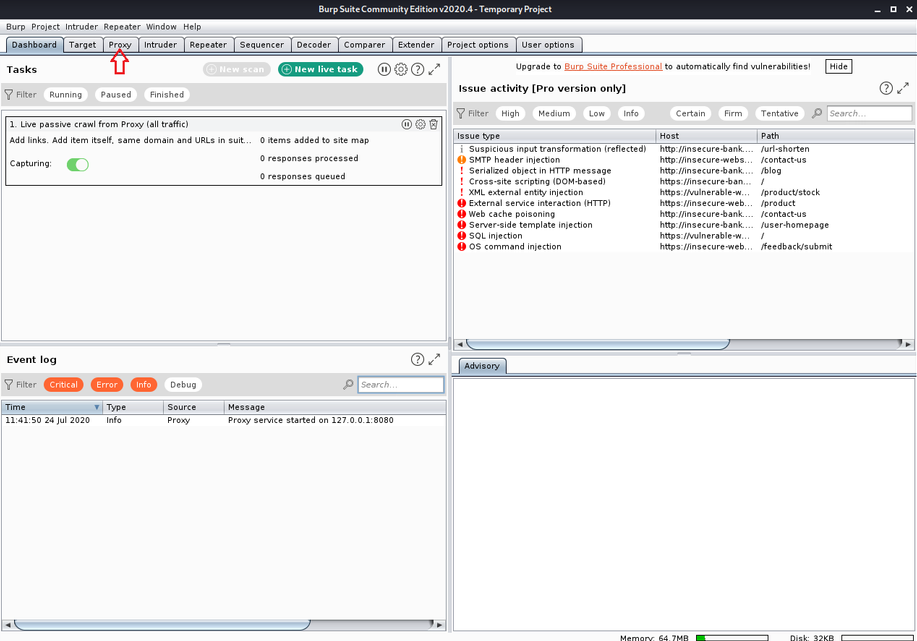 Burp Suite Community Edition v2020.4 - Temporary Project
Burp Project Intruder Repeater Window Help
Dashboard Target Proxy Intruder Repeater Sequencer Decoder Comparer Extender Project options User options
Tasks
New scan
New live task
Filter Running Paused Finished
1. Live passive crawl from Proxy (all traffic)
Add links. Add item itself, same domain and URLs in suit... 0 items added to site map
Capturing: 0 responses processed
0 responses queued
Event log
Filter Critical Error Info Debug Search...
Time Type Source Message
11:41:50 24 Jul 2020 Info Proxy Proxy service started on 127.0.0.1:8080
Upgrade to Burp Suite Professional to automatically find vulnerabilities! Hide
Issue activity [Pro version only]
Filter High Medium Low Info Certain Firm Tentative Search...
Issue type Host Path
Suspicious input transformation (reflected) http://insecure-bank.... /url-shorten
SMTP header injection http://insecure-webs... /contact-us
Serialized object in HTTP message http://insecure-bank.... /blog
Cross-site scripting (DOM-based) https://insecure-ban... /
XML external entity injection https://vulnerable-w... /product/stock
External service interaction (HTTP) https://insecure-web... /product
Web cache poisoning http://insecure-bank.... /contact-us
Server-side template injection http://insecure-bank.... /user-homepage
SQL injection https://vulnerable-w... /
OS command injection https://insecure-web... /feedback/submit
Advisory
Memory: 64.7MB Disk: 32KB